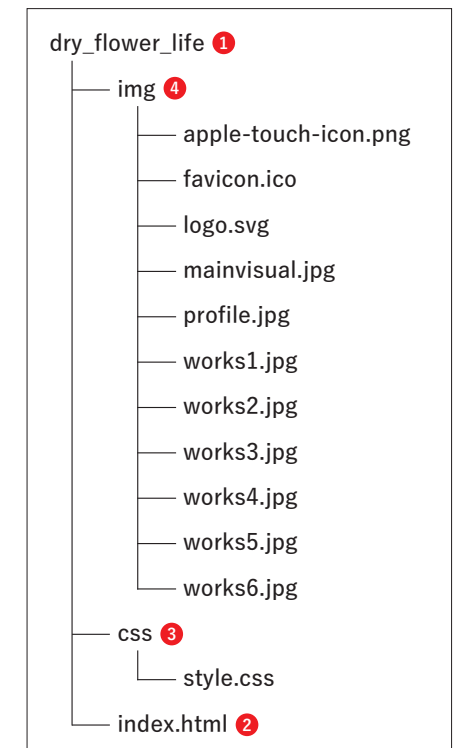 dry_flower_life 1
img 4
apple-touch-icon.png
favicon.ico
logo.svg
mainvisual.jpg
profile.jpg
works1.jpg
works2.jpg
works3.jpg
works4.jpg
works5.jpg
works6.jpg
css 3
style.css
index.html 2